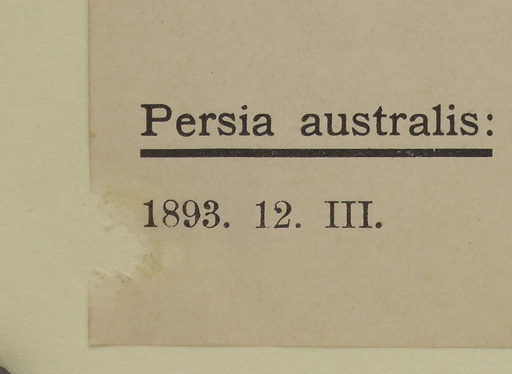 Persia australis:
1893. 12. III.